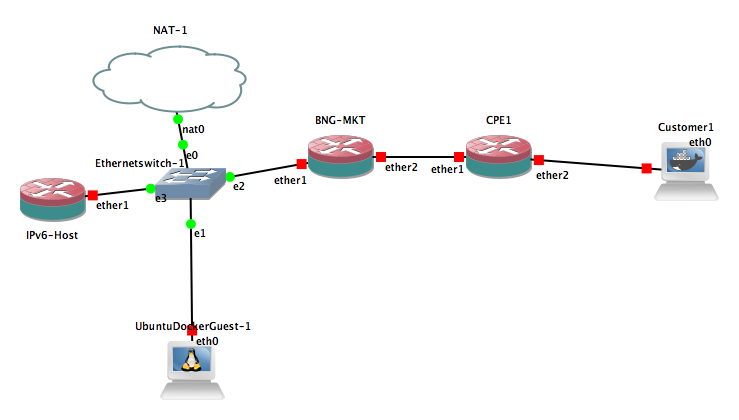 NAT-1
nat0
e0
BNG-MKT
CPE1
Customer1
eth0
Ethernetswitch-1
ether1
e3
e2
ether1
ether2
ether1
ether2
IPv6-Host
e1
UbuntuDockerGuest-1
eth0